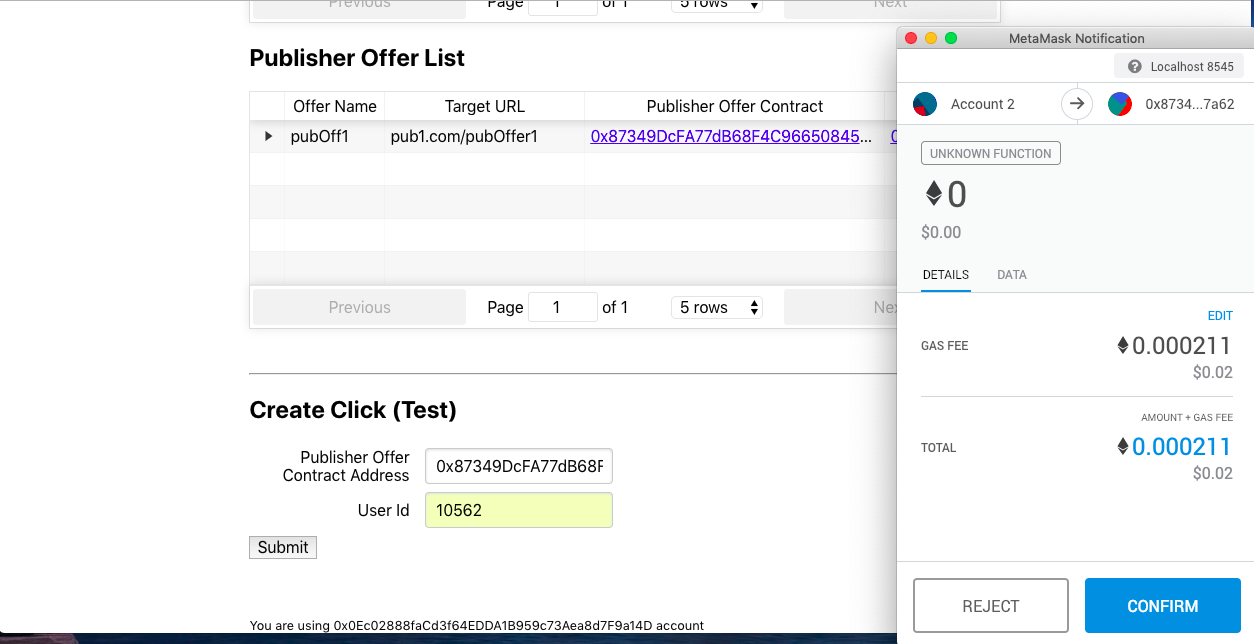 Previous Page 1 of 1 5 rows Next
Publisher Offer List
Offer Name Target URL Publisher Offer Contract
pubOff1 pub1.com/pubOffer1 0x87349DcFA77dB68F4C96650845... 0
Previous Page 1 of 1 5 rows Nex
Create Click (Test)
Publisher Offer
Contract Address
0x87349DcFA77dB68F
User Id 10562
Submit
You are using 0x0Ec02888faCd3f64EDDA1B959c73Aea8d7F9a14D account
MetaMask Notification
Localhost 8545
Account 2 0x8734...7a62
UNKNOWN FUNCTION
0
$0.00
DETAILS DATA
EDIT
GAS FEE 0.000211
$0.02
AMOUNT + GAS FEE
TOTAL 0.000211
$0.02
REJECT CONFIRM